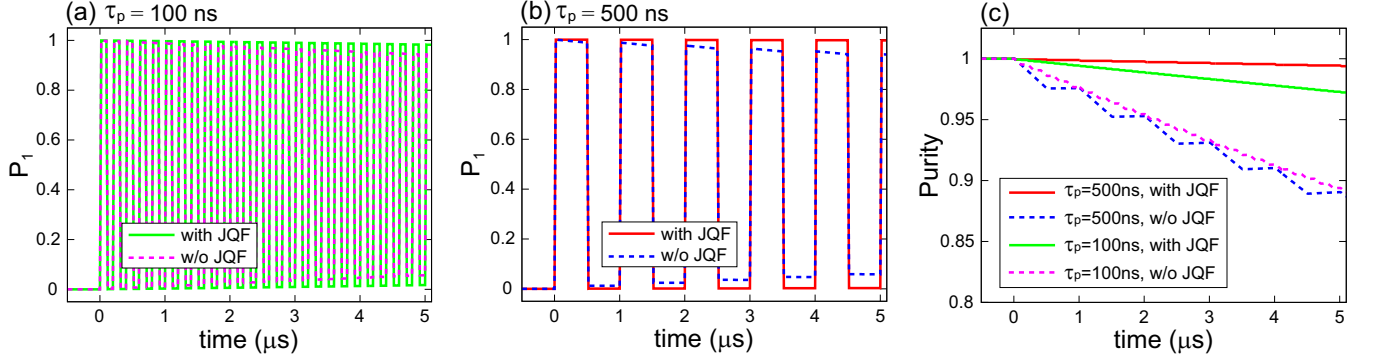 (a) τp = 100 ns
1
0.8
0.6
0.4
0.2
0
P1
0 1 2 3 4 5
time (μs)
with JQF
w/o JQF
(b) τp = 500 ns
1
0.8
0.6
0.4
0.2
0
P1
0 1 2 3 4 5
time (μs)
with JQF
w/o JQF
(c)
1
0.95
0.9
0.85
0.8
Purity
0 1 2 3 4 5
time (μs)
τp=500ns, with JQF
τp=500ns, w/o JQF
τp=100ns, with JQF
τp=100ns, w/o JQF